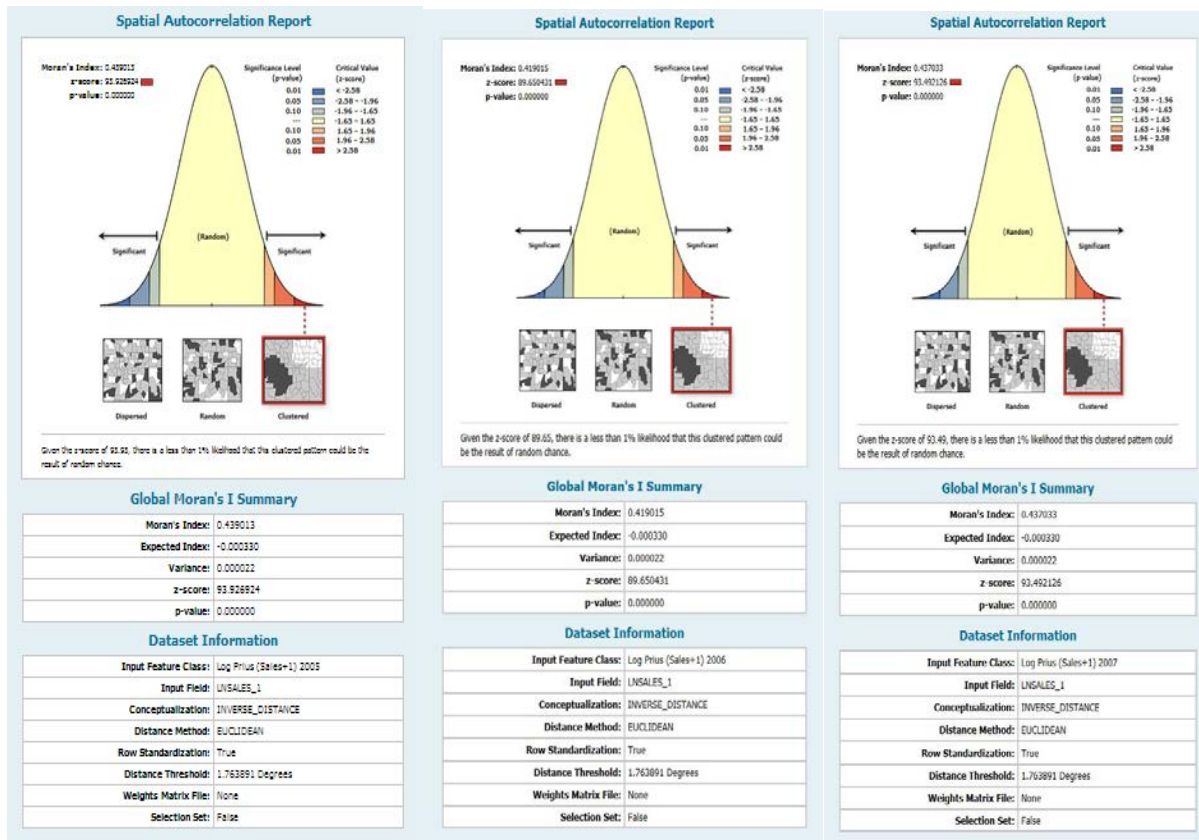 Spatial Autocorrelation Report
Moran's Index: 0.439013
z-score: 93.926924
p-value: 0.000000
Significance Level
(p-value)
Critical Value
(z-score)
0.01 < -2.58
0.05 -2.58 - -1.96
0.10 -1.96 - -1.65
--- -1.65 - 1.65
0.10 1.65 - 1.96
0.05 1.96 - 2.58
0.01 > 2.58
Significant
(Random)
Significant
Dispersed
Random
Clustered
Given the z-score of 93.93, there is a less than 1% likelihood that this clustered pattern could be the
result of random chance.
Global Moran's I Summary
Moran's Index: 0.439013
Expected Index: -0.000330
Variance: 0.000022
z-score: 93.926924
p-value: 0.000000
Dataset Information
Input Feature Class: Log Prius (Sales+1) 2005
Input Field: LNSALES_1
Conceptualization: INVERSE_DISTANCE
Distance Method: EUCLIDEAN
Row Standardization: True
Distance Threshold: 1.763891 Degrees
Weights Matrix File: None
Selection Set: False
Spatial Autocorrelation Report
Moran's Index: 0.419015
z-score: 89.650431
p-value: 0.000000
Significance Level
(p-value)
Critical Value
(z-score)
0.01 < -2.58
0.05 -2.58 - -1.96
0.10 -1.96 - -1.65
--- -1.65 - 1.65
0.10 1.65 - 1.96
0.05 1.96 - 2.58
0.01 > 2.58
Significant
(Random)
Significant
Dispersed
Random
Clustered
Given the z-score of 89.65, there is a less than 1% likelihood that this clustered pattern could
be the result of random chance.
Global Moran's I Summary
Moran's Index: 0.419015
Expected Index: -0.000330
Variance: 0.000022
z-score: 89.650431
p-value: 0.000000
Dataset Information
Input Feature Class: Log Prius (Sales+1) 2006
Input Field: LNSALES_1
Conceptualization: INVERSE_DISTANCE
Distance Method: EUCLIDEAN
Row Standardization: True
Distance Threshold: 1.763891 Degrees
Weights Matrix File: None
Selection Set: False
Spatial Autocorrelation Report
Moran's Index: 0.437033
z-score: 93.492126
p-value: 0.000000
Significance Level
(p-value)
Critical Value
(z-score)
0.01 < -2.58
0.05 -2.58 - -1.96
0.10 -1.96 - -1.65
--- -1.65 - 1.65
0.10 1.65 - 1.96
0.05 1.96 - 2.58
0.01 > 2.58
Significant
(Random)
Significant
Dispersed
Random
Clustered
Given the z-score of 93.49, there is a less than 1% likelihood that this clustered pattern could
be the result of random chance.
Global Moran's I Summary
Moran's Index: 0.437033
Expected Index: -0.000330
Variance: 0.000022
z-score: 93.492126
p-value: 0.000000
Dataset Information
Input Feature Class: Log Prius (Sales+1) 2007
Input Field: LNSALES_1
Conceptualization: INVERSE_DISTANCE
Distance Method: EUCLIDEAN
Row Standardization: True
Distance Threshold: 1.763891 Degrees
Weights Matrix File: None
Selection Set: False